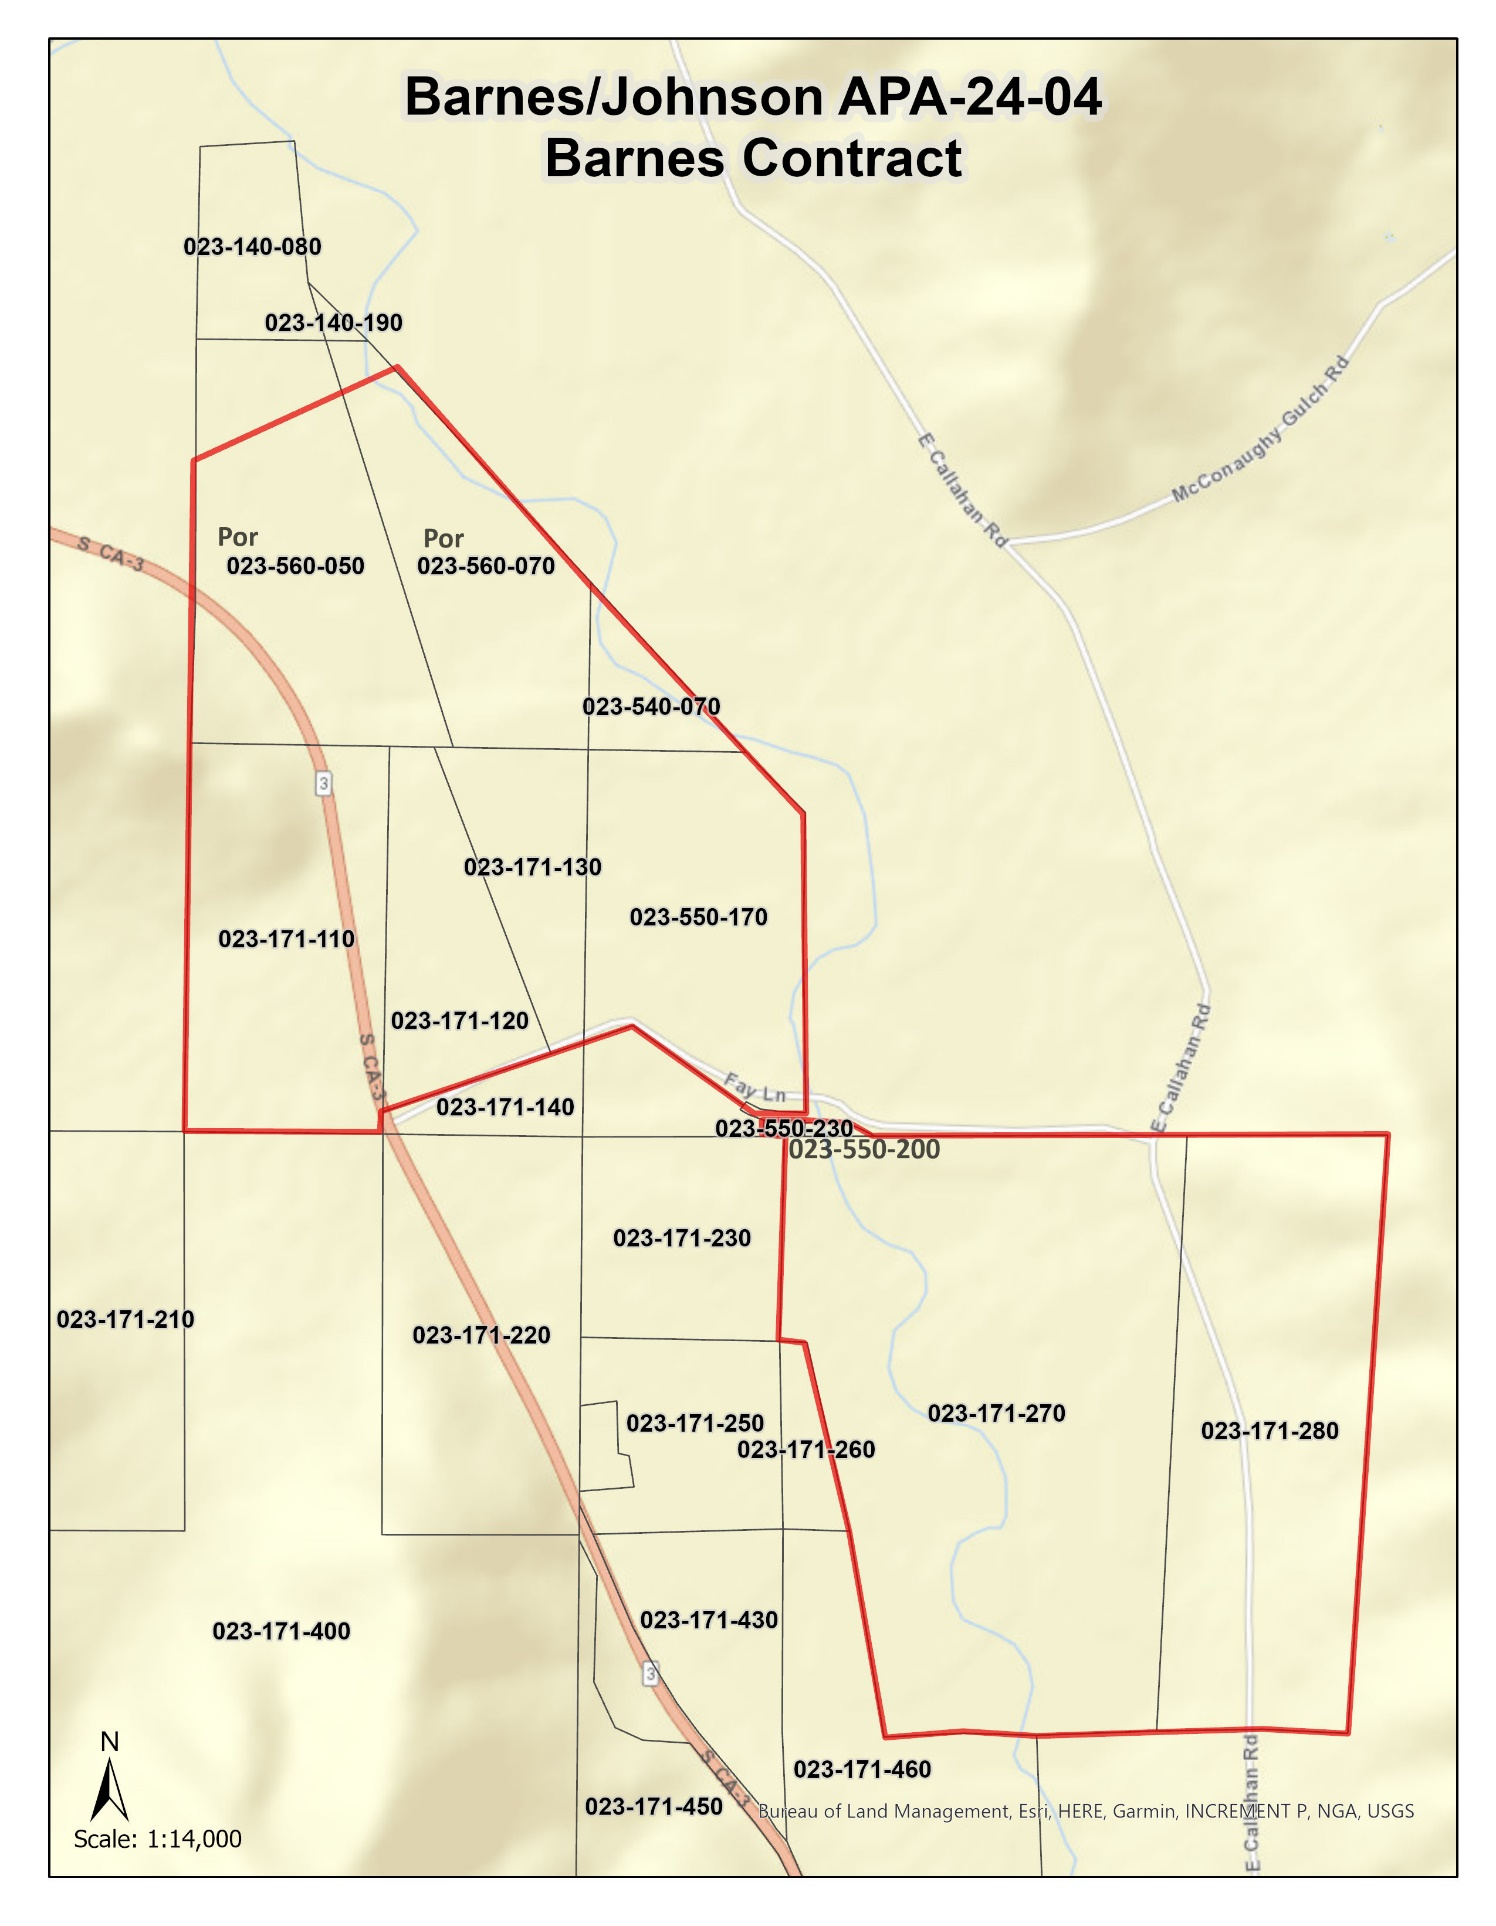 Barnes/Johnson APA-24-04
Barnes Contract
023-140-080
023-140-190
McConaughy Gulch Rd
E Callahan Rd
S CA-3
Por
023-560-050
Por
023-560-070
023-540-070
3
023-171-130
023-550-170
023-171-110
023-171-120
S CA-3
E Callahan Rd
Fay Ln
023-171-140
023-550-230
023-550-200
023-171-230
023-171-210
023-171-220
023-171-250
023-171-260
023-171-270
023-171-280
023-171-400
023-171-430
3
S CA-3
023-171-460
023-171-450
E Callahan Rd
Bureau of Land Management, Esri, HERE, Garmin, INCREMENT P, NGA, USGS
N
Scale: 1:14,000